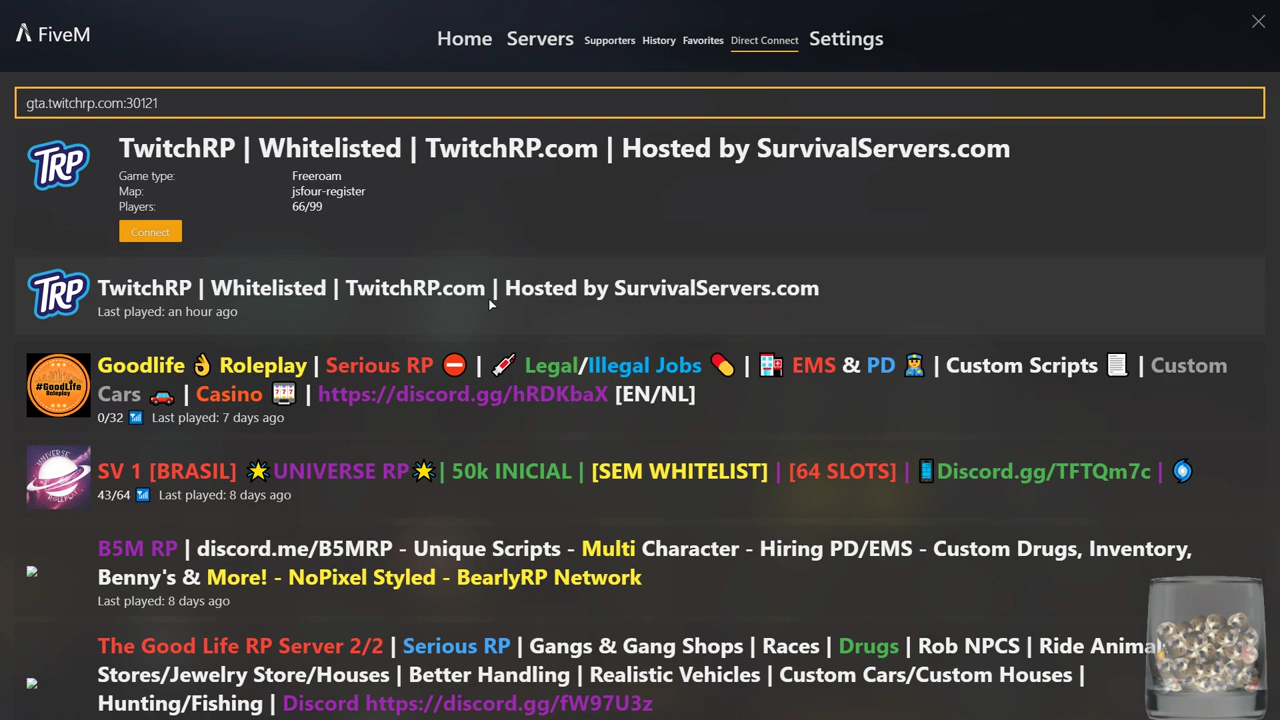 FiveM
Home Servers Supporters History Favorites Direct Connect Settings
gta.twitchrp.com:30121
TRP
TwitchRP | Whitelisted | TwitchRP.com | Hosted by SurvivalServers.com
Game type: Freeroam
Map: jsfour-register
Players: 66/99
Connect
TRP
TwitchRP | Whitelisted | TwitchRP.com | Hosted by SurvivalServers.com
Last played: an hour ago
#GoodLife
Roleplay
Goodlife 👌 Roleplay | Serious RP ⛔ | 💉 Legal/Illegal Jobs 💊 | 🏥 EMS & PD 👮 | Custom Scripts 📃 | Custom
Cars 🚗 | Casino 🎰 | https://discord.gg/hRDKbaX [EN/NL]
0/32 📶 Last played: 7 days ago
UNIVERSE
ROLEPLAY
SV 1 [BRASIL] 🌟UNIVERSE RP🌟| 50k INICIAL | [SEM WHITELIST] | [64 SLOTS] | 📱Discord.gg/TFTQm7c | 🌀
43/64 📶 Last played: 8 days ago
B5M RP | discord.me/B5MRP - Unique Scripts - Multi Character - Hiring PD/EMS - Custom Drugs, Inventory,
Benny's & More! - NoPixel Styled - BearlyRP Network
Last played: 8 days ago
The Good Life RP Server 2/2 | Serious RP | Gangs & Gang Shops | Races | Drugs | Rob NPCS | Ride Animal
Stores/Jewelry Store/Houses | Better Handling | Realistic Vehicles | Custom Cars/Custom Houses |
Hunting/Fishing | Discord https://discord.gg/fW97U3z